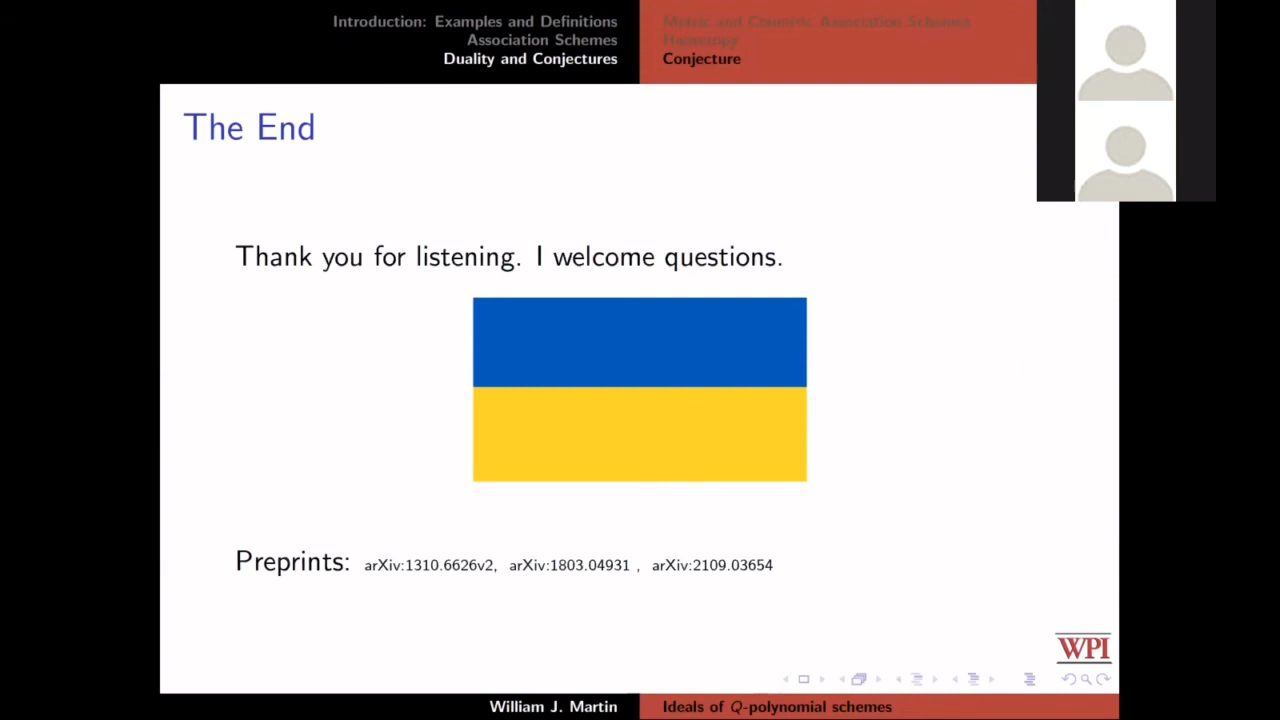 Introduction: Examples and Definitions
Association Schemes
Duality and Conjectures
Metric and Cometric Association Schemes
Conjecture
The End
Thank you for listening. I welcome questions.
Preprints: arXiv:1310.6626v2, arXiv:1803.04931 , arXiv:2109.03654
WPI
William J. Martin
Ideals of Q-polynomial schemes